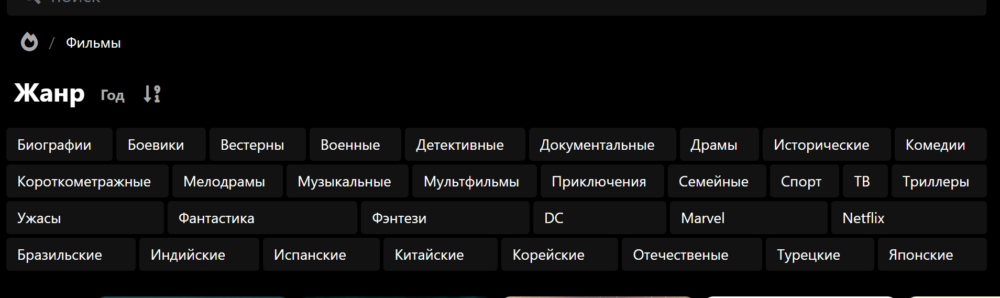 Поиск
/ Фильмы
Жанр Год
Биографии Боевики Вестерны Военные Детективные Документальные Драмы Исторические Комедии
Короткометражные Мелодрамы Музыкальные Мультфильмы Приключения Семейные Спорт ТВ Триллеры
Ужасы Фантастика Фэнтези DC Marvel Netflix
Бразильские Индийские Испанские Китайские Корейские Отечественые Турецкие Японские